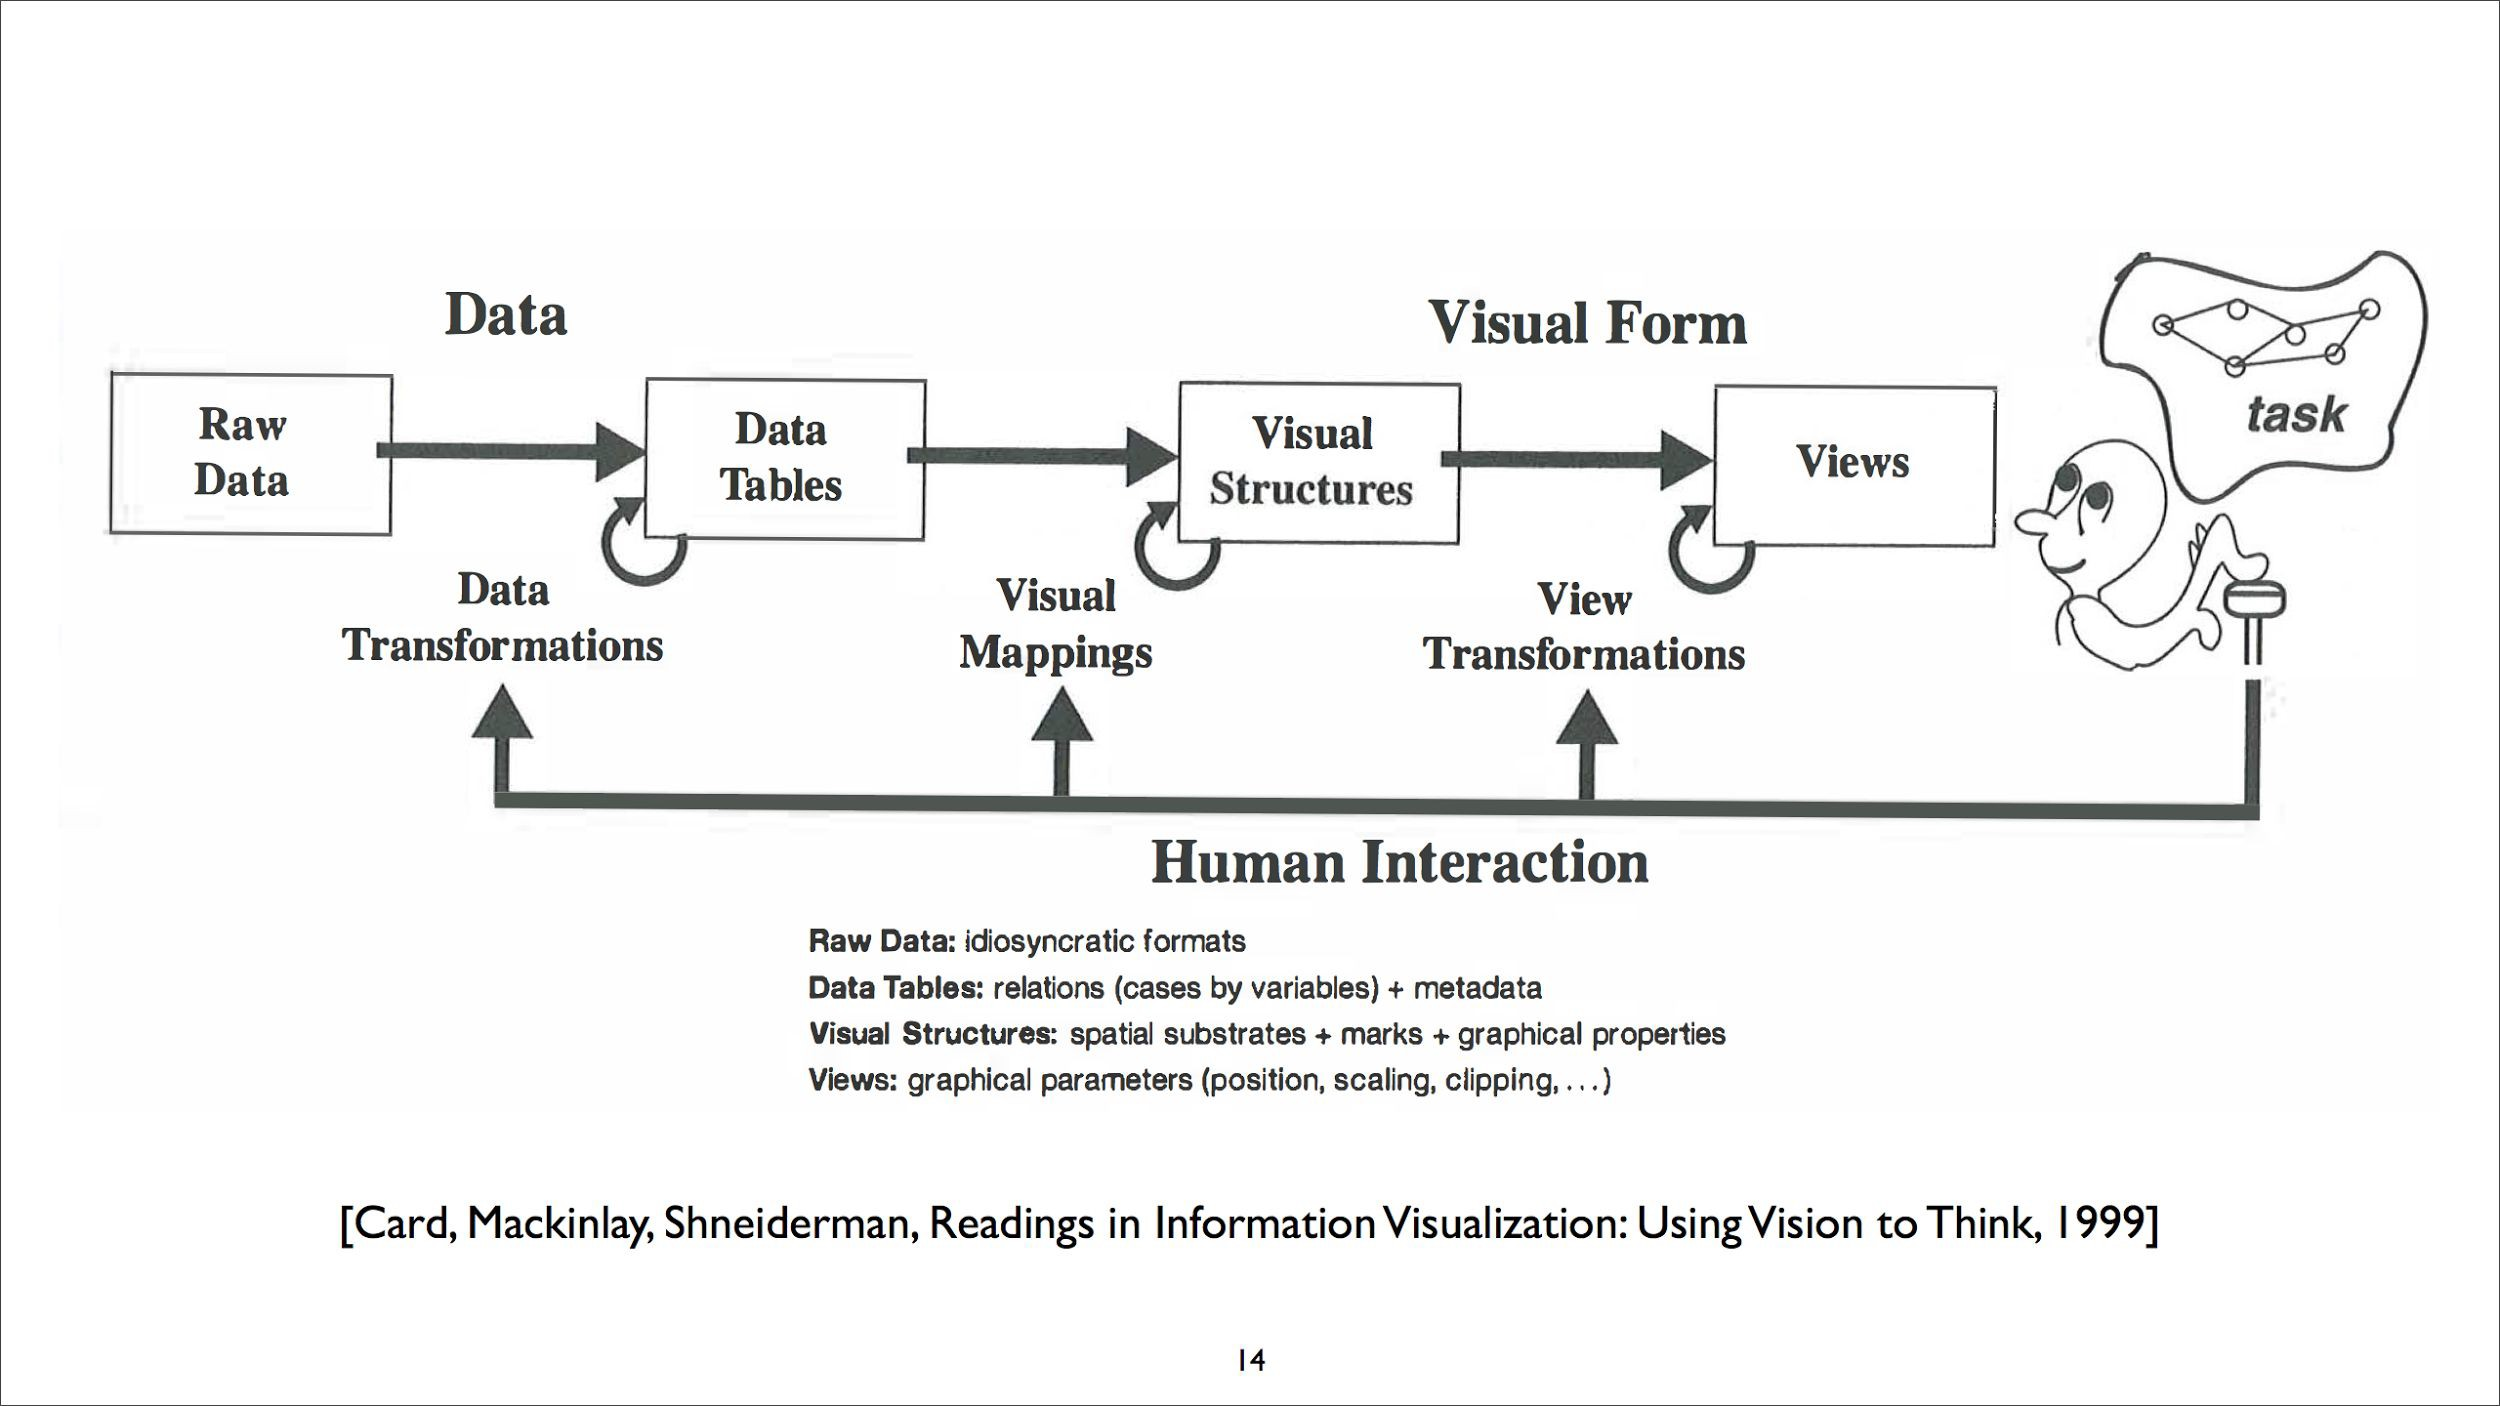 Data
Visual Form
Raw
Data
Data
Tables
Visual
Structures
Views
task
Data
Transformations
Visual
Mappings
View
Transformations
Human Interaction
Raw Data: idiosyncratic formats
Data Tables: relations (cases by variables) + metadata
Visual Structures: spatial substrates + marks + graphical properties
Views: graphical parameters (position, scaling, clipping, . . .)
[Card, Mackinlay, Shneiderman, Readings in Information Visualization: Using Vision to Think, 1999]
14